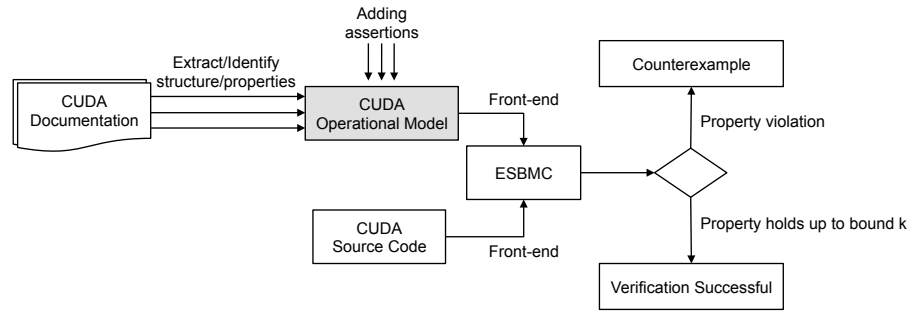 Adding
assertions
Extract/Identify
structure/properties
CUDA
Documentation
CUDA
Operational Model
Front-end
Counterexample
Property violation
ESBMC
CUDA
Source Code
Front-end
Property holds up to bound k
Verification Successful